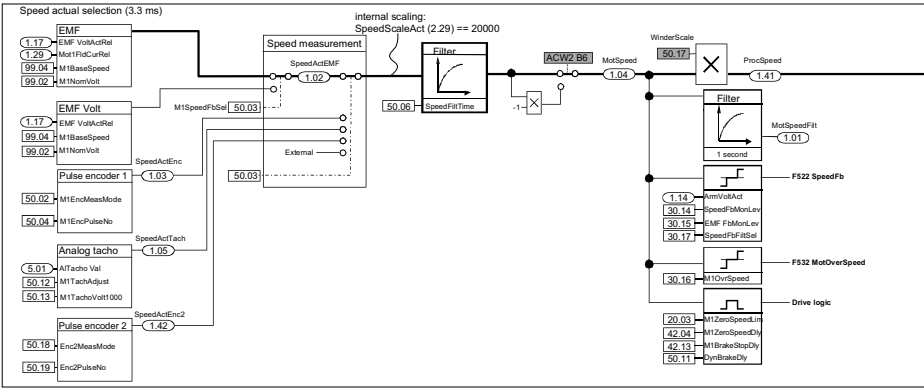 Speed actual selection (3.3 ms)
EMF
1.17 EMF VoltActRel
1.29 Mot1FldCurRel
99.04 M1BaseSpeed
99.02 M1NomVolt
EMF Volt
1.17 EMF VoltActRel
99.04 M1BaseSpeed
99.02 M1NomVolt
Pulse encoder 1
50.02 M1EncMeasMode
50.04 M1EncPulseNo
Analog tacho
5.01 AITacho Val
50.12 M1TachAdjust
50.13 M1TachoVolt1000
Pulse encoder 2
50.18 Enc2MeasMode
50.19 Enc2PulseNo
SpeedActEnc
1.03
SpeedActTach
1.05
SpeedActEnc2
1.42
Speed measurement
SpeedActEMF
1.02
M1SpeedFbSel 50.03
External
50.03
internal scaling:
SpeedScaleAct (2.29) == 20000
Filter
50.06 SpeedFiltTime
-1
×
ACW2 B6
MotSpeed
1.04
WinderScale
50.17
×
ProcSpeed
1.41
Filter
1 second
MotSpeedFilt
1.01
F522 SpeedFb
1.14 ArmVoltAct
30.14 SpeedFbMonLev
30.15 EMF FbMonLev
30.17 SpeedFbFiltSel
F532 MotOverSpeed
30.16 M1OvrSpeed
Drive logic
20.03 M1ZeroSpeedLim
42.04 M1ZeroSpeedDly
42.13 M1BrakeStopDly
50.11 DynBrakeDly